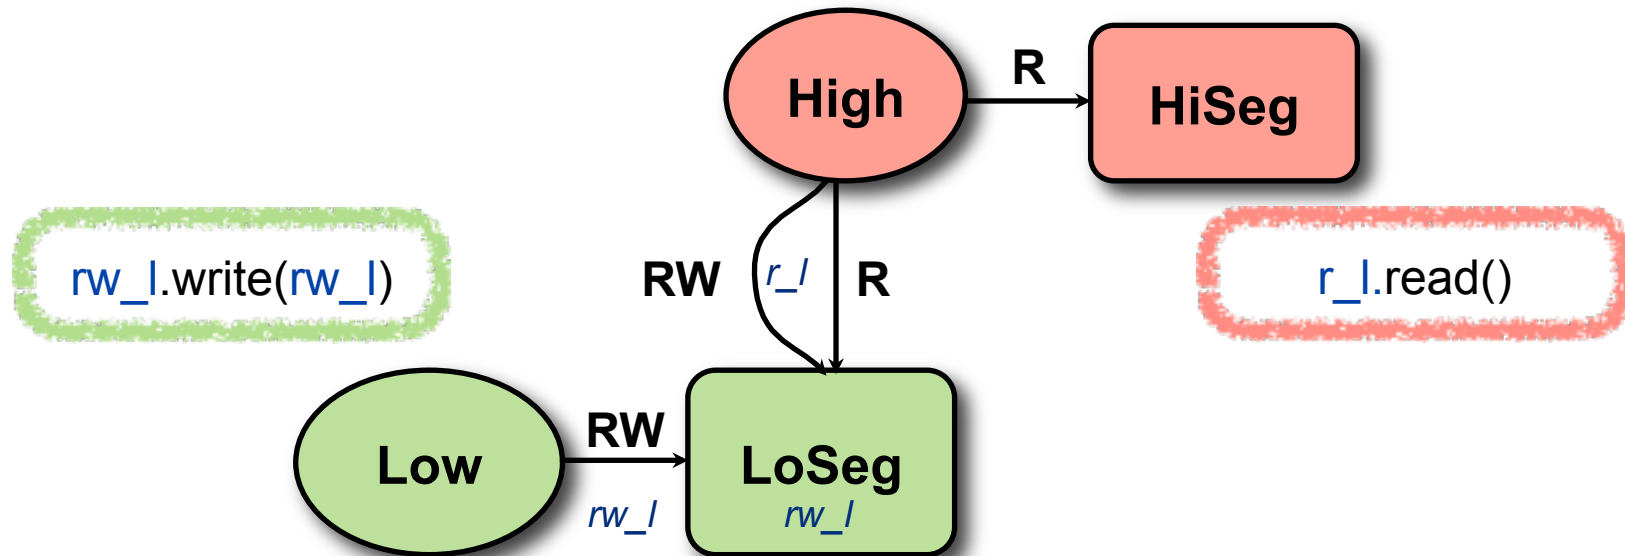 High
R
HiSeg
rw_l.write(rw_l)
RW
r_l
R
r_l.read()
Low
RW
rw_l
LoSeg
rw_l